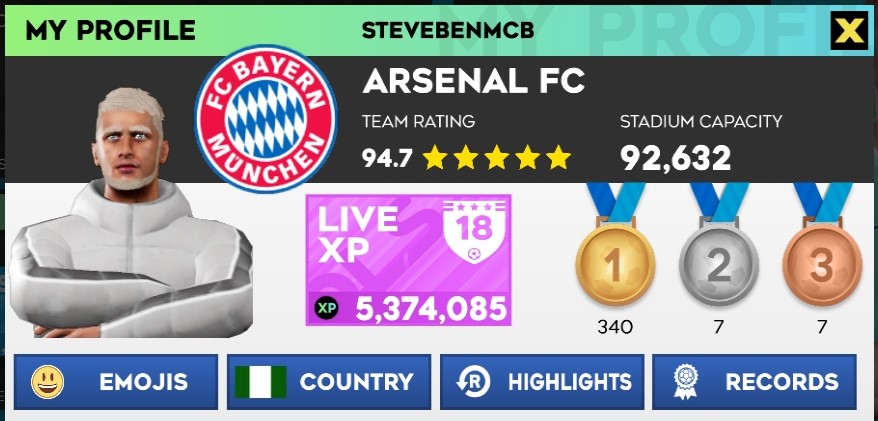 MY PROFILE
STEVEBENMCB
X
MY PROFI
FC BAYERN
MÜNCHEN
ARSENAL FC
TEAM RATING
STADIUM CAPACITY
94.7
92,632
LIVE
XP
18
XP 5,374,085
1
2
3
340
7
7
EMOJIS
COUNTRY
R
HIGHLIGHTS
RECORDS